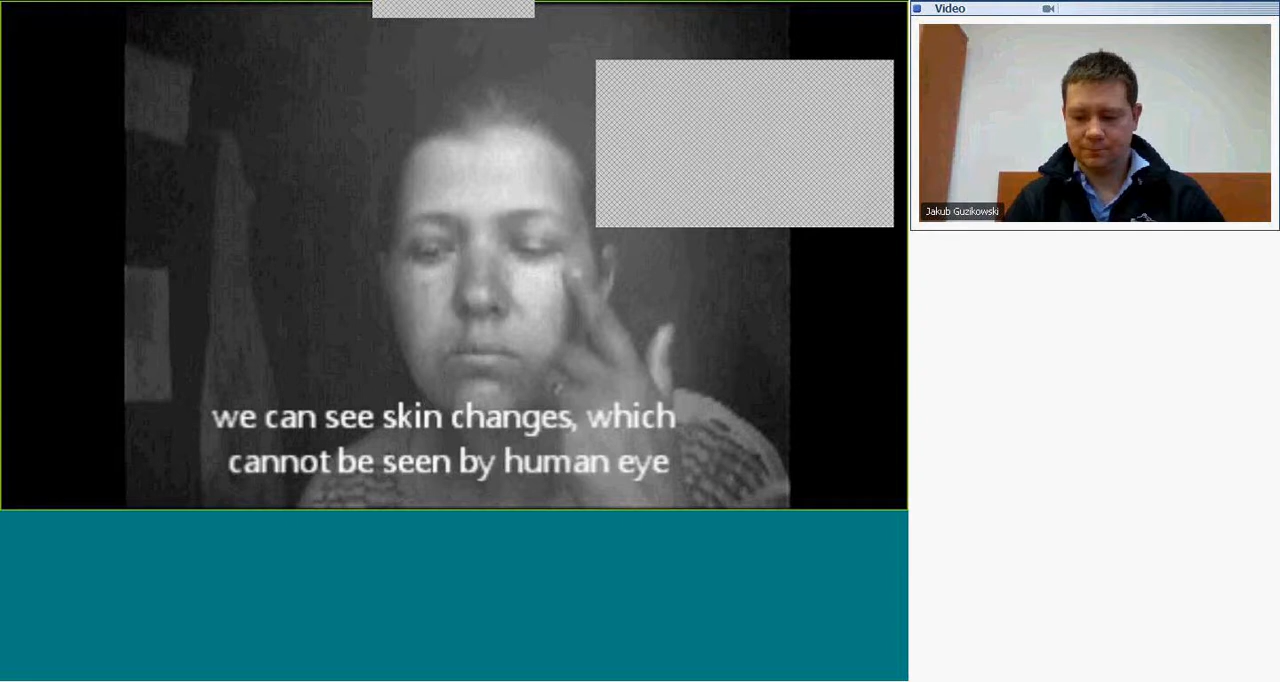 we can see skin changes, which
cannot be seen by human eye
Video
Jakub Guzikowski